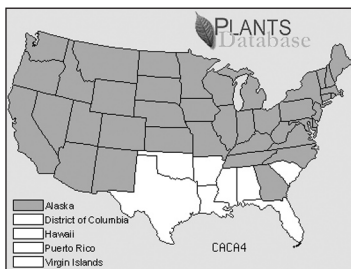 PLANTS
Database
Alaska
District of Columbia
Hawaii
Puerto Rico
Virgin Islands
CACA4